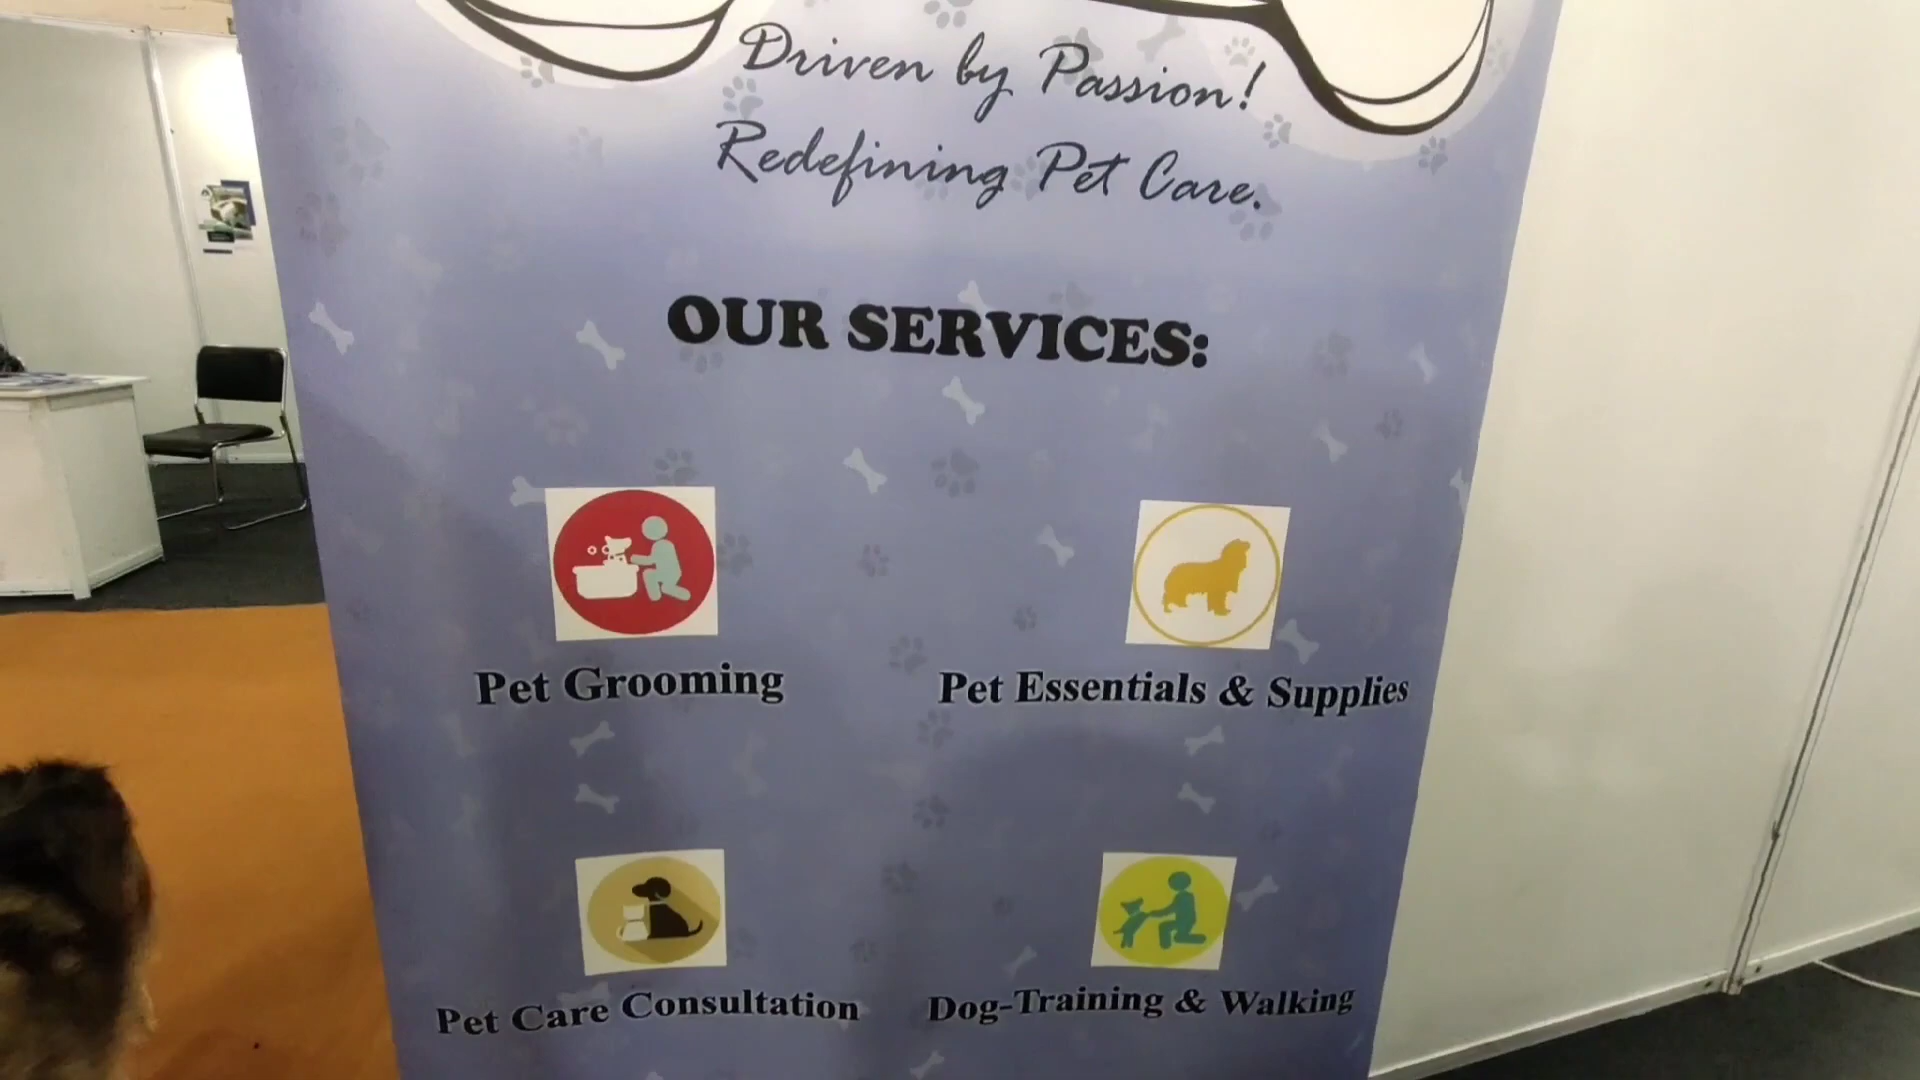 Driven by Passion!
Redefining Pet Care.
OUR SERVICES:
Pet Grooming
Pet Essentials & Supplies
Pet Care Consultation
Dog-Training & Walking